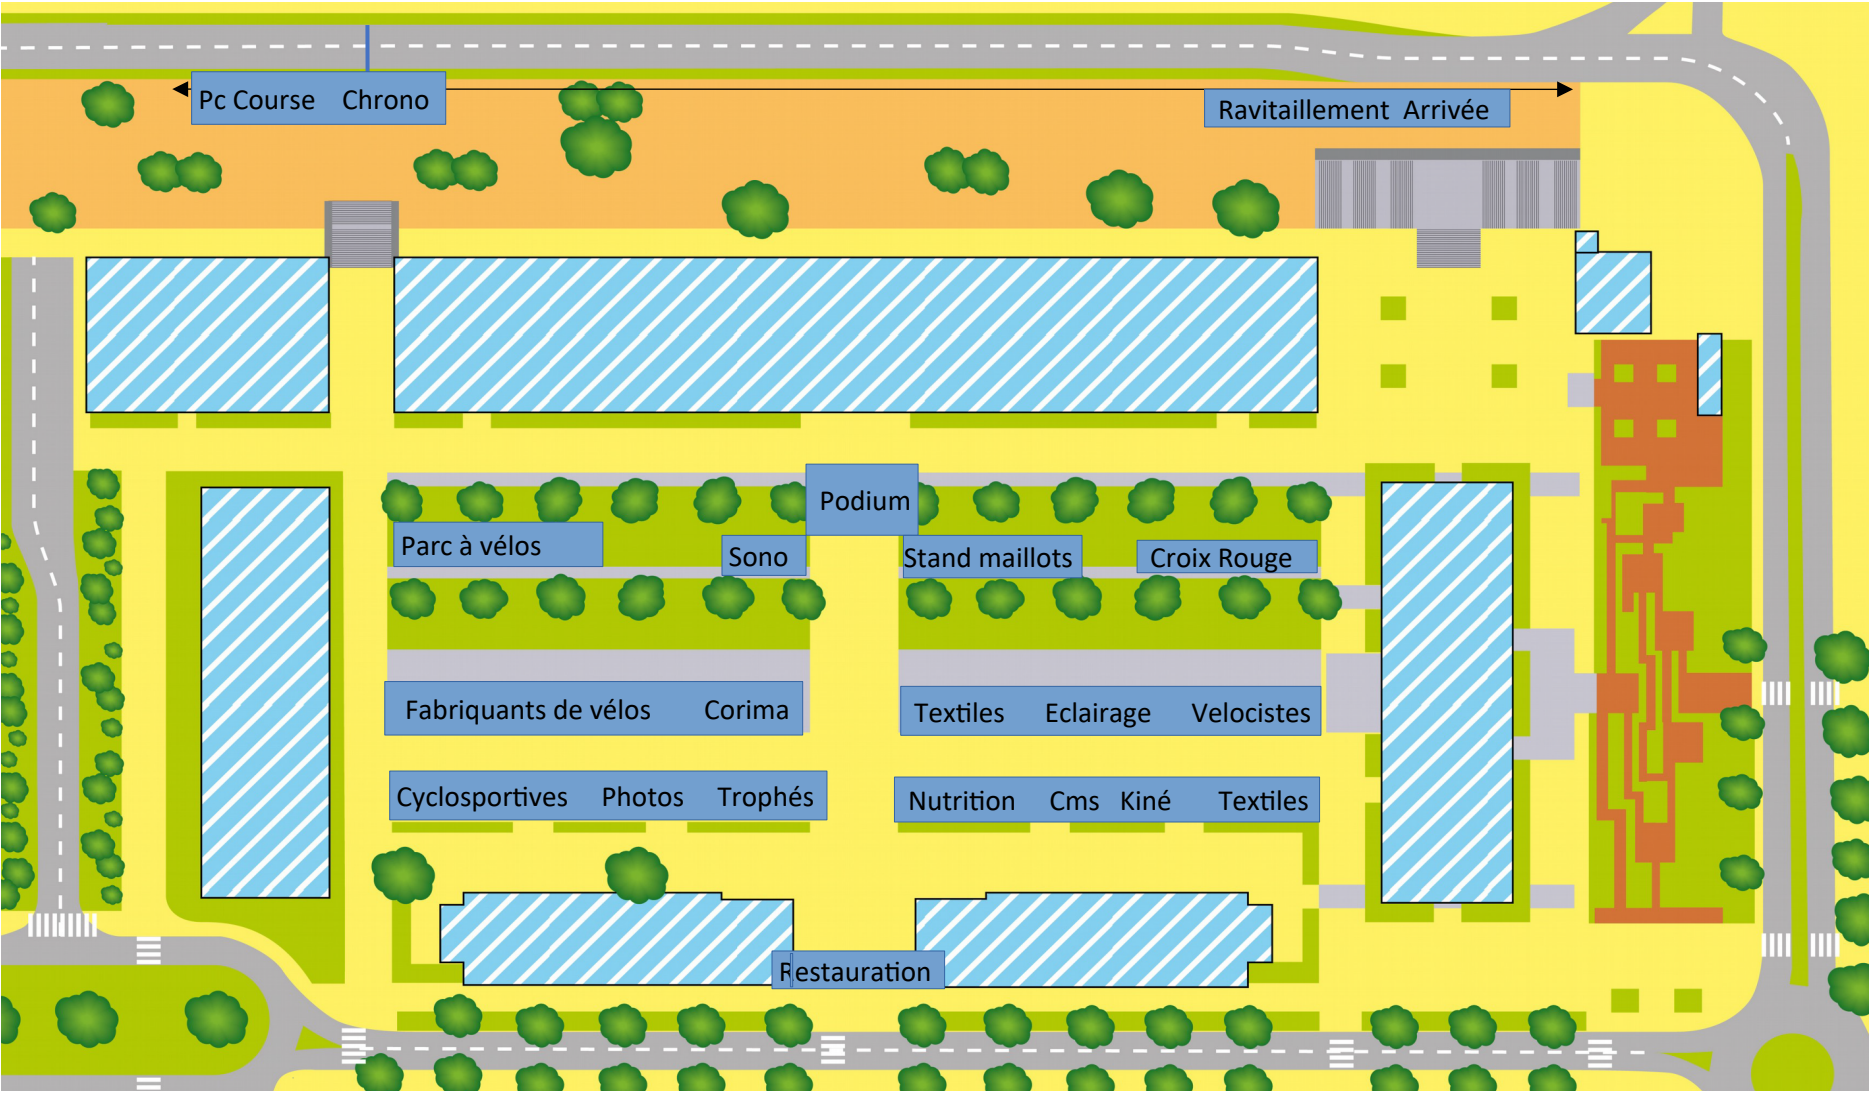 Pc Course Chrono
Ravitaillement Arrivée
Podium
Parc à vélos
Sono
Stand maillots
Croix Rouge
Fabriquants de vélos Corima
Textiles Eclairage Velocistes
Cyclosportives Photos Trophés
Nutrition Cms Kiné Textiles
Restauration